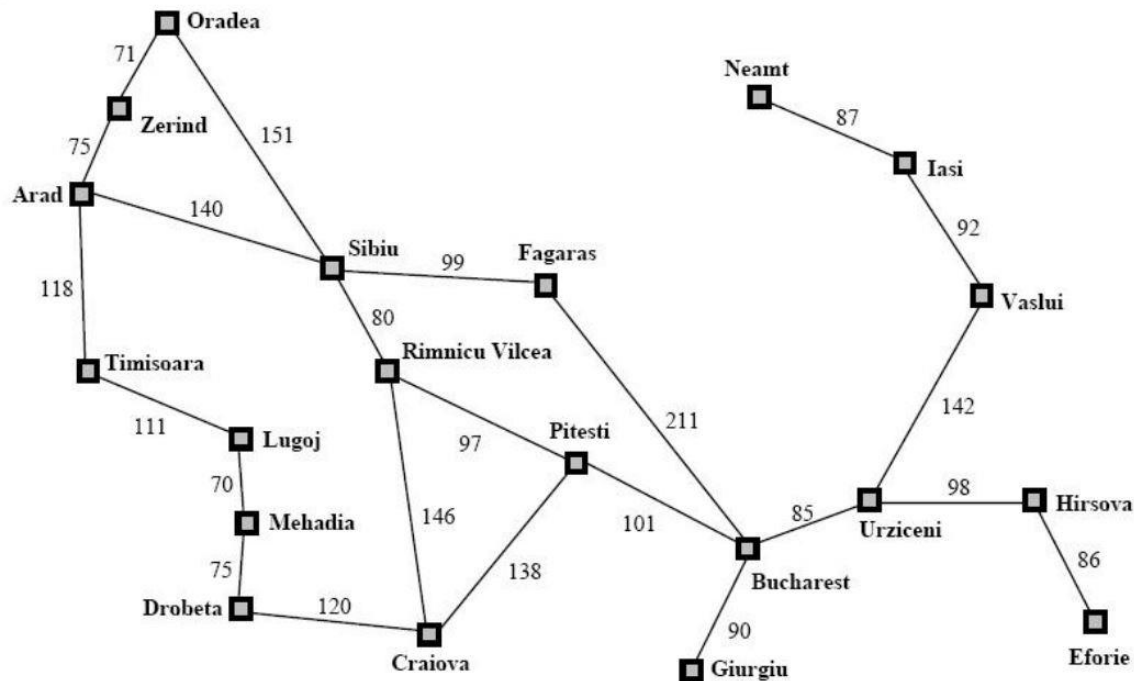 Oradea
71
Neamt
87
Zerind
151
75
Iasi
Arad
140
92
Sibiu
99
Fagaras
118
80
Vaslui
Rimnicu Vilcea
Timisoara
142
111
211
Lugoj
97
Pitesti
70
98
Hirsova
146
101
85
Urziceni
Mehadia
138
86
75
Bucharest
Drobeta
120
90
Craiova
Giurgiu
Eforie